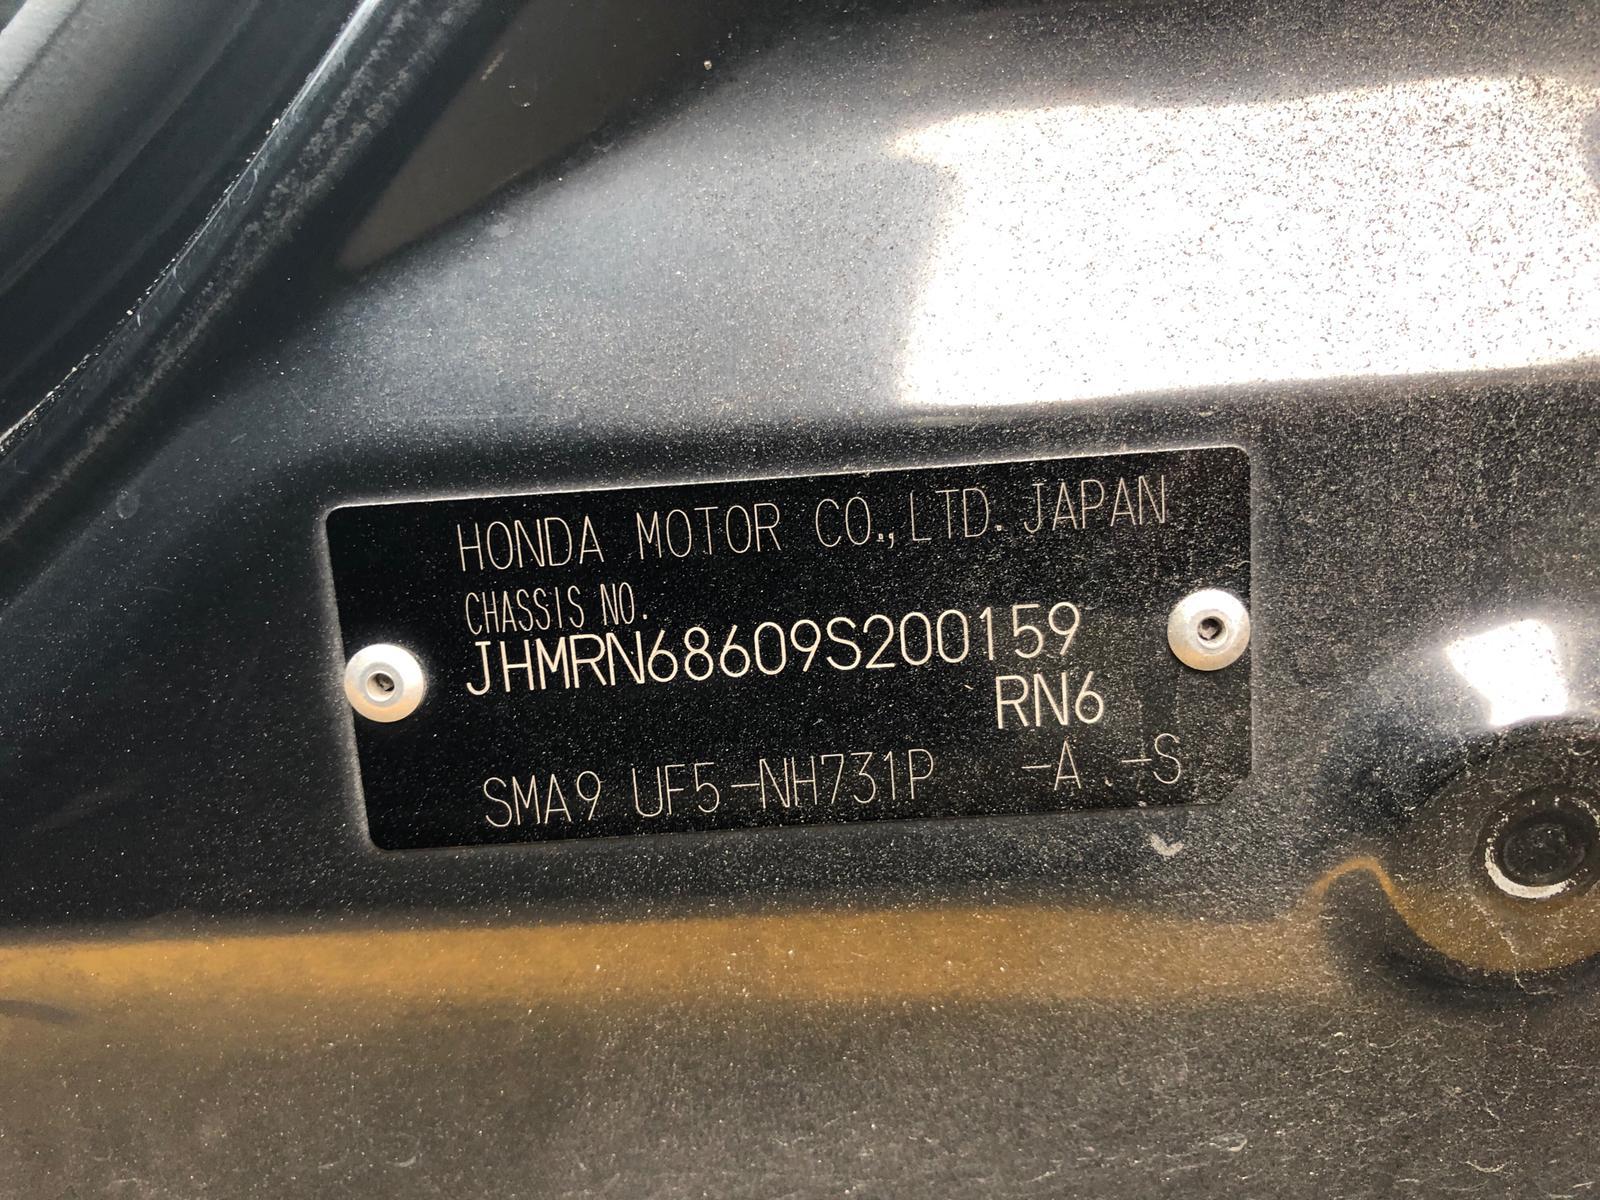 HONDA MOTOR CO.,LTD. JAPAN
CHASSIS NO.
JHMRN68609S200159
RN6
SMA9 UF5-NH731P -A .-S